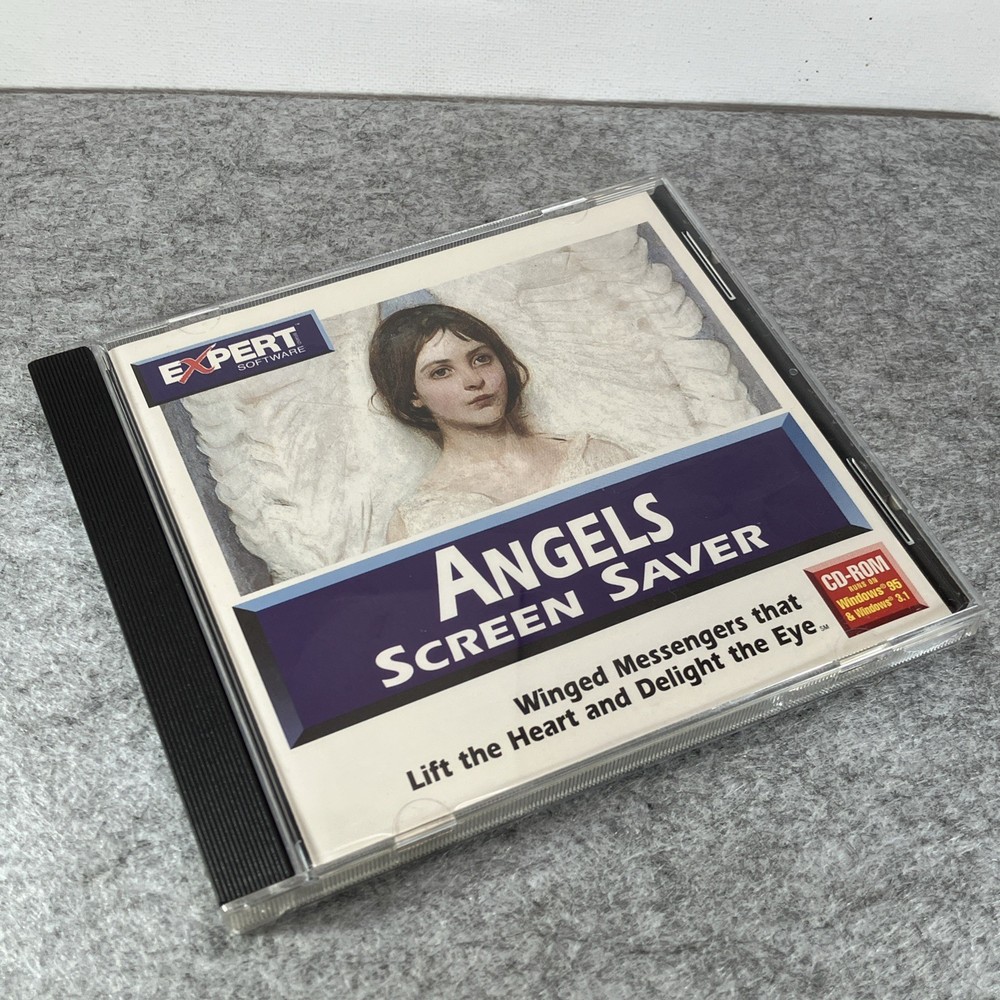 EXPERT
SOFTWARE
ANGELS
SCREEN SAVER
CD-ROM
RUNS ON
Windows® 95
& Windows® 3.1
Winged Messengers that
Lift the Heart and Delight the Eye℠